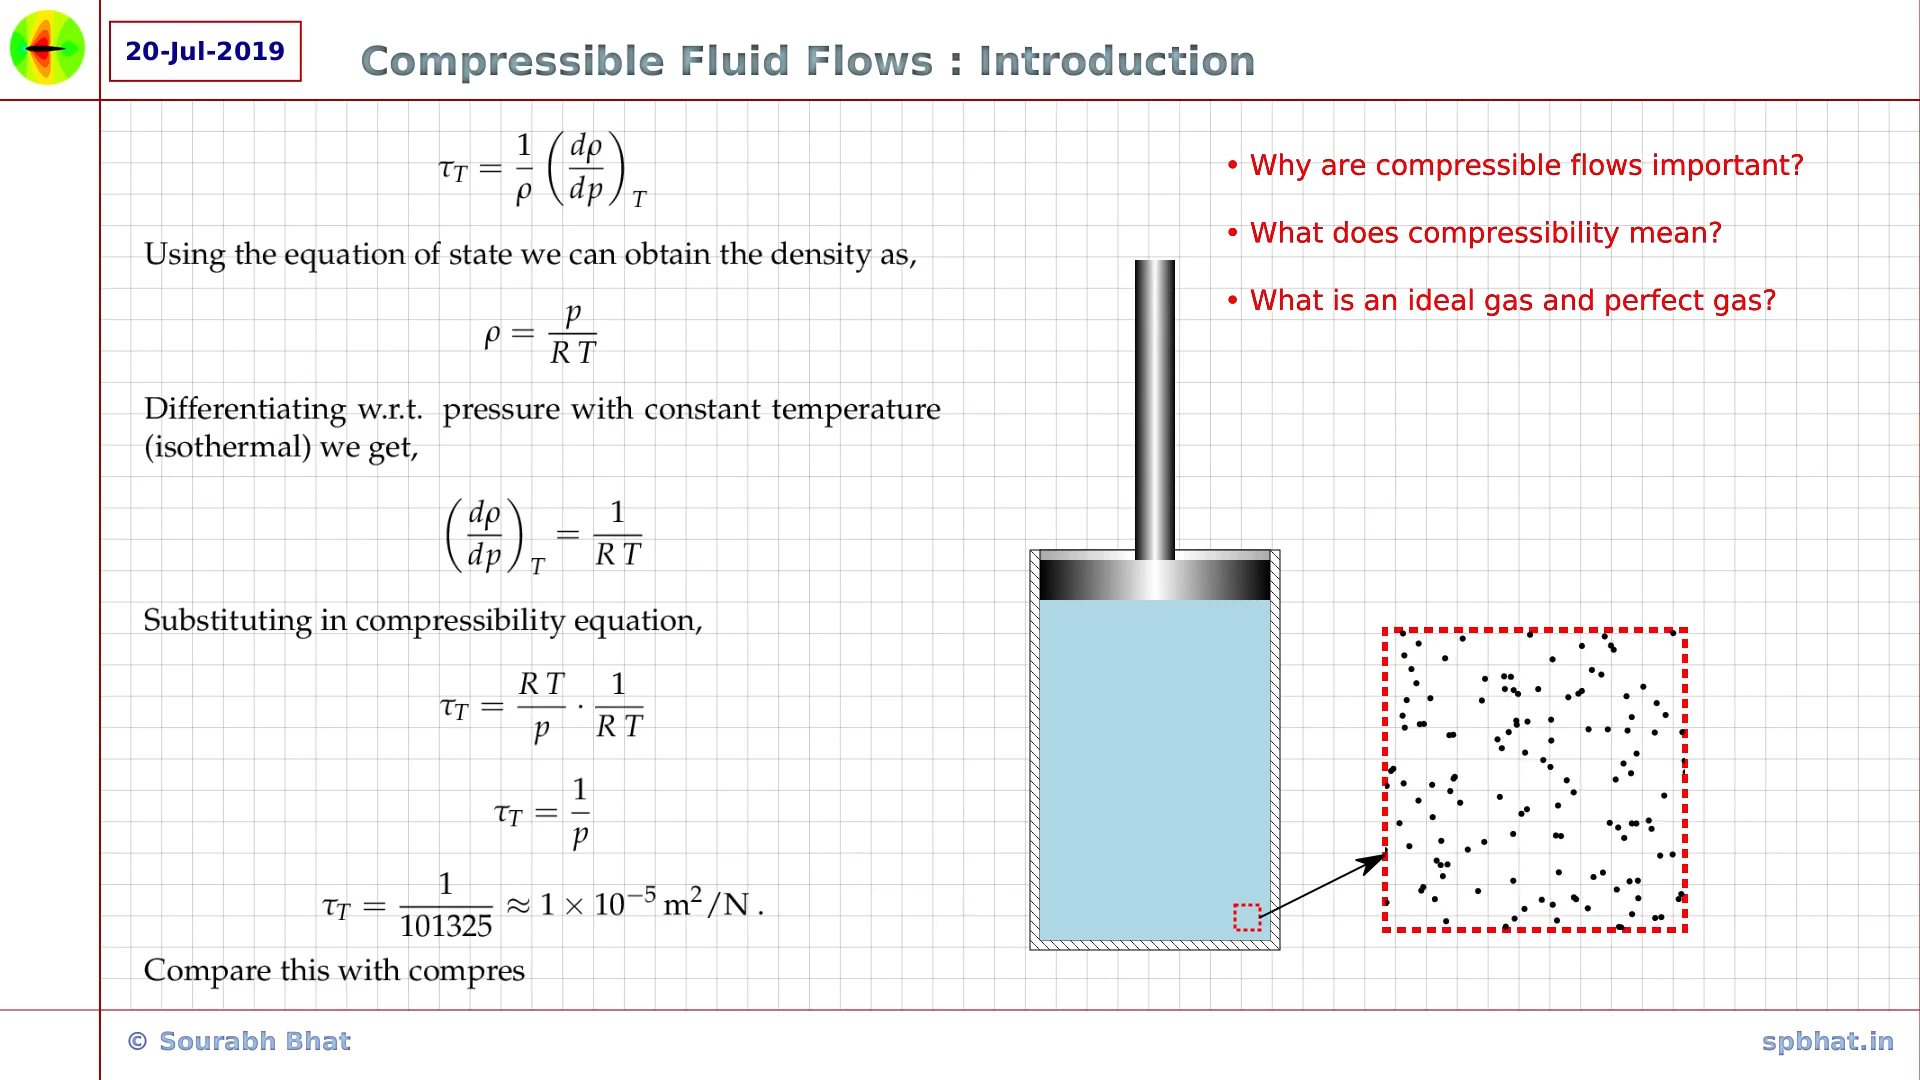 20-Jul-2019
Compressible Fluid Flows : Introduction
τ_T = 1/ρ (dρ/dp)_T
Using the equation of state we can obtain the density as,
ρ = p/(R T)
Differentiating w.r.t. pressure with constant temperature
(isothermal) we get,
(dρ/dp)_T = 1/(R T)
Substituting in compressibility equation,
τ_T = (R T)/p · 1/(R T)
τ_T = 1/p
τ_T = 1/101325 ≈ 1 × 10⁻⁵ m²/N .
Compare this with compres
• Why are compressible flows important?
• What does compressibility mean?
• What is an ideal gas and perfect gas?
© Sourabh Bhat
spbhat.in